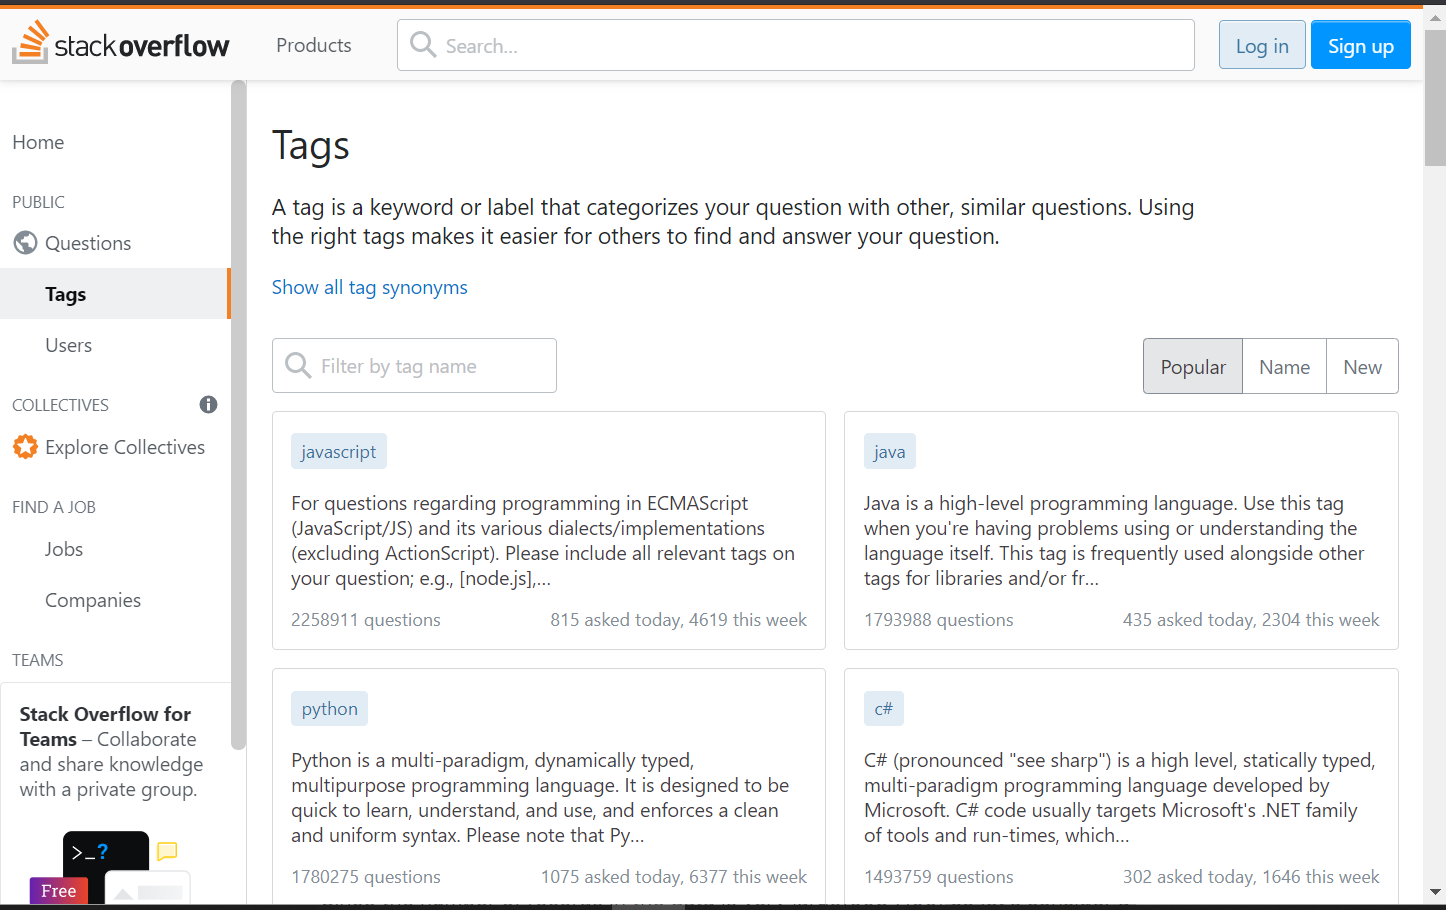 stackoverflow
Products
Search...
Log in
Sign up
Home
PUBLIC
Questions
Tags
Users
COLLECTIVES
Explore Collectives
FIND A JOB
Jobs
Companies
TEAMS
Stack Overflow for
Teams – Collaborate
and share knowledge
with a private group.
>_?
Free
Tags
A tag is a keyword or label that categorizes your question with other, similar questions. Using
the right tags makes it easier for others to find and answer your question.
Show all tag synonyms
Filter by tag name
Popular
Name
New
javascript
For questions regarding programming in ECMAScript
(JavaScript/JS) and its various dialects/implementations
(excluding ActionScript). Please include all relevant tags on
your question; e.g., [node.js],...
2258911 questions
815 asked today, 4619 this week
java
Java is a high-level programming language. Use this tag
when you're having problems using or understanding the
language itself. This tag is frequently used alongside other
tags for libraries and/or fr...
1793988 questions
435 asked today, 2304 this week
python
Python is a multi-paradigm, dynamically typed,
multipurpose programming language. It is designed to be
quick to learn, understand, and use, and enforces a clean
and uniform syntax. Please note that Py...
1780275 questions
1075 asked today, 6377 this week
c#
C# (pronounced "see sharp") is a high level, statically typed,
multi-paradigm programming language developed by
Microsoft. C# code usually targets Microsoft's .NET family
of tools and run-times, which...
1493759 questions
302 asked today, 1646 this week